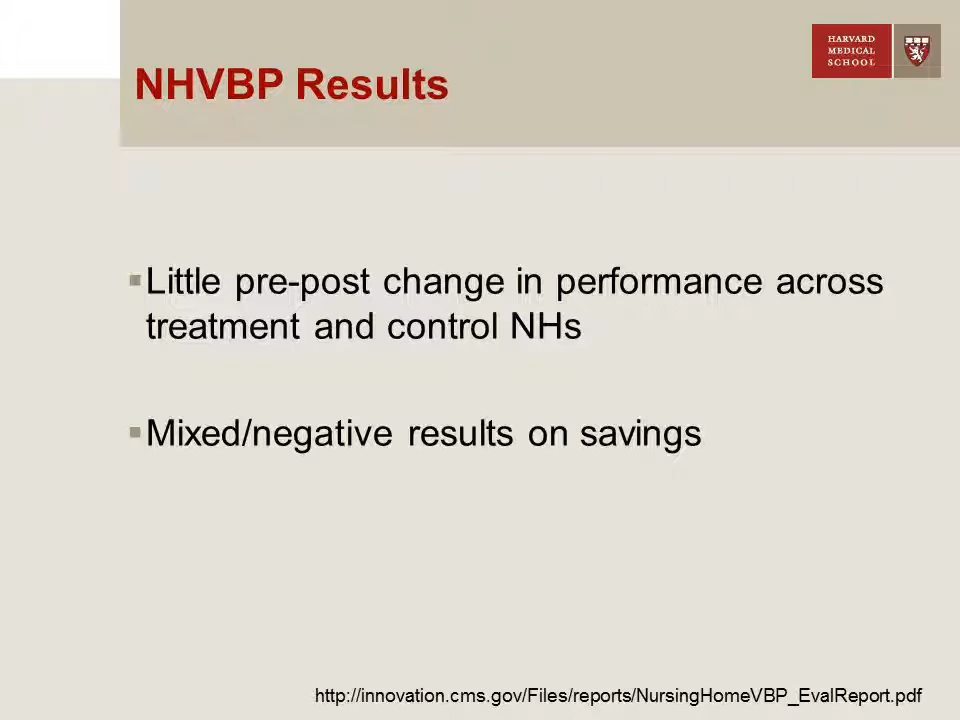 HARVARD
MEDICAL
SCHOOL
NHVBP Results
Little pre-post change in performance across
treatment and control NHs
Mixed/negative results on savings
http://innovation.cms.gov/Files/reports/NursingHomeVBP_EvalReport.pdf